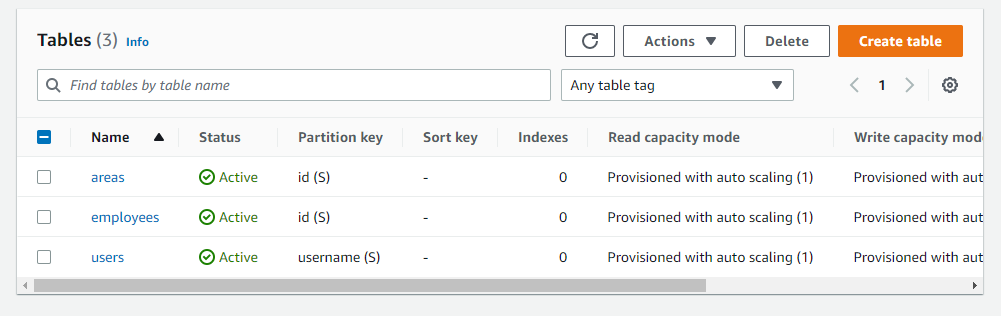 Tables (3) Info Actions Delete Create table
Find tables by table name Any table tag 1
Name Status Partition key Sort key Indexes Read capacity mode Write capacity mod
areas Active id (S) - 0 Provisioned with auto scaling (1) Provisioned with aut
employees Active id (S) - 0 Provisioned with auto scaling (1) Provisioned with aut
users Active username (S) - 0 Provisioned with auto scaling (1) Provisioned with aut